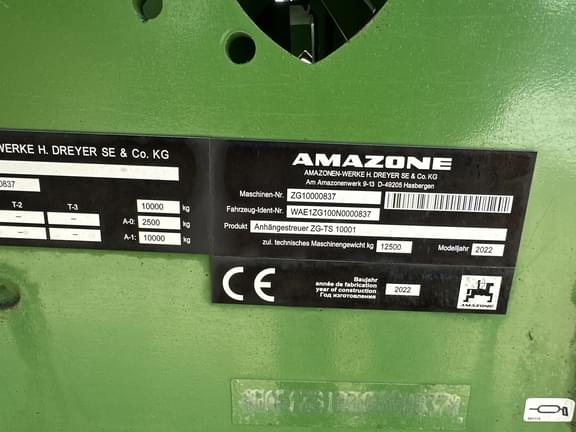 WERKE H. DREYER SE & Co. KG
0837
T-2 T-3
10000 kg
A-0: 2500 kg
A-1: 10000 kg
AMAZONE
AMAZONEN-WERKE H. DREYER SE & Co. KG
Am Amazonenwerk 9-13 D-49205 Hasbergen
Maschinen-Nr. ZG10000837
Fahrzeug-Ident-Nr. WAE1ZG100N0000837
Produkt Anhängestreuer ZG-TS 10001
zul. technisches Maschinengewicht kg 12500 Modelljahr 2022
CE
Baujahr
année de fabrication
year of construction 2022
Год изготовления
AMAZONE